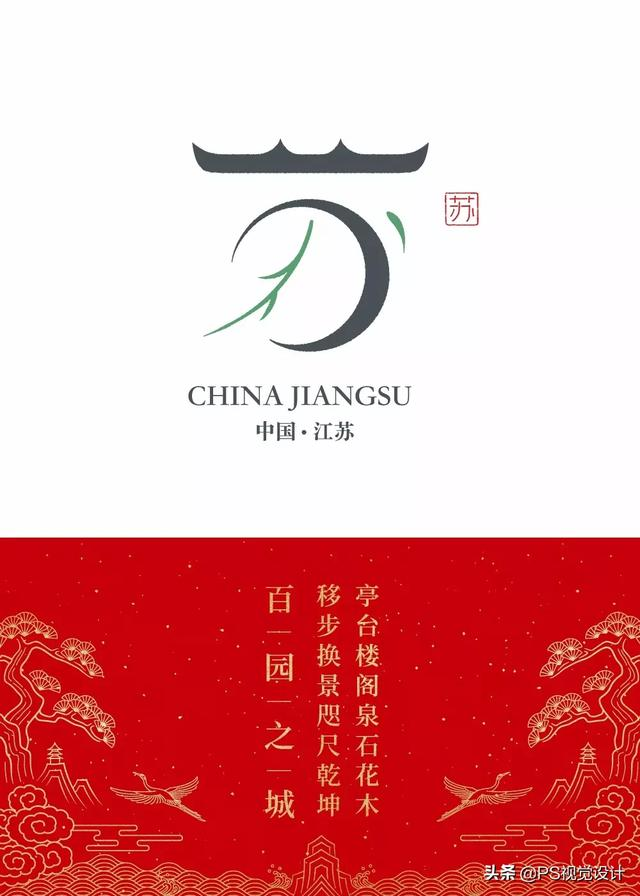 苏
CHINA JIANGSU
中国·江苏
亭台楼阁泉石花木
移步换景咫尺乾坤
百园之城
头条 @PS视觉设计